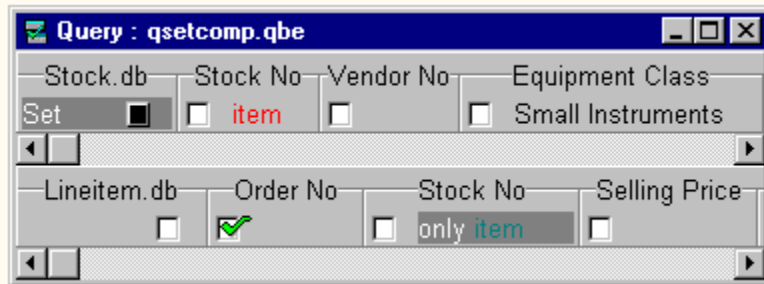 Query : qsetcomp.qbe
Stock.db Stock No Vendor No Equipment Class
Set item Small Instruments
Lineitem.db Order No Stock No Selling Price
only item